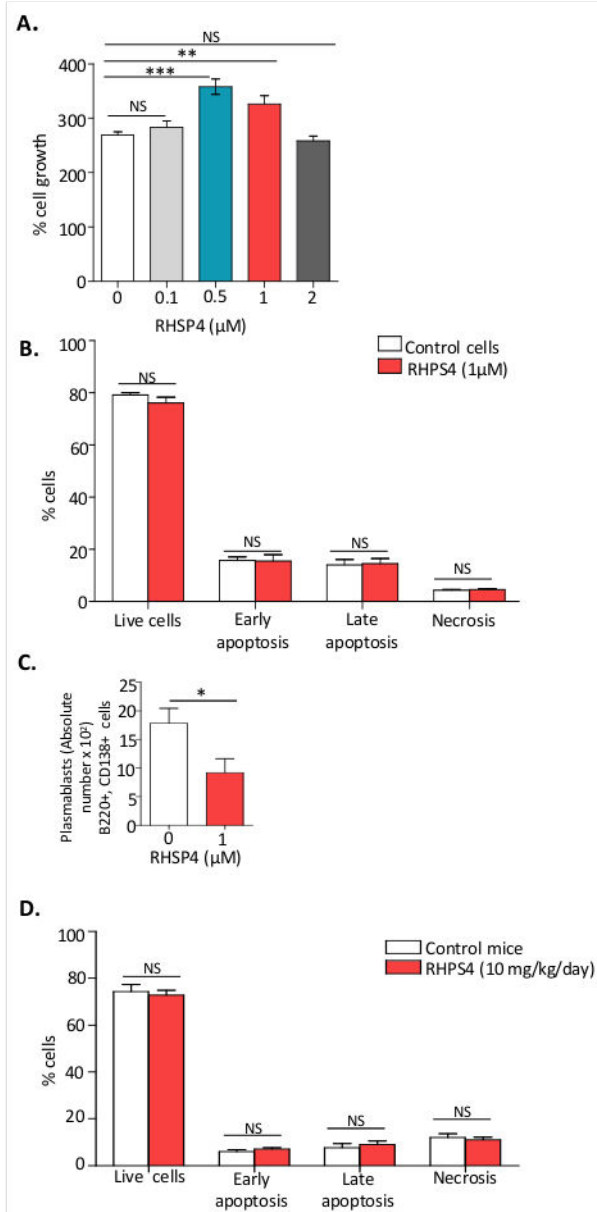 A.
NS
**
***
NS
400
300
200
100
0
% cell growth
0 0.1 0.5 1 2
RHSP4 (µM)
B.
Control cells
RHPS4 (1µM)
100
80
60
40
20
0
% cells
NS
NS
NS
NS
Live cells
Early
apoptosis
Late
apoptosis
Necrosis
C.
25
20
15
10
5
0
Plasmablasts (Absolute
number x 10²)
B220+, CD138+ cells
*
0 1
RHSP4 (µM)
D.
Control mice
RHPS4 (10 mg/kg/day)
100
80
60
40
20
0
% cells
NS
NS
NS
NS
Live cells
Early
apoptosis
Late
apoptosis
Necrosis